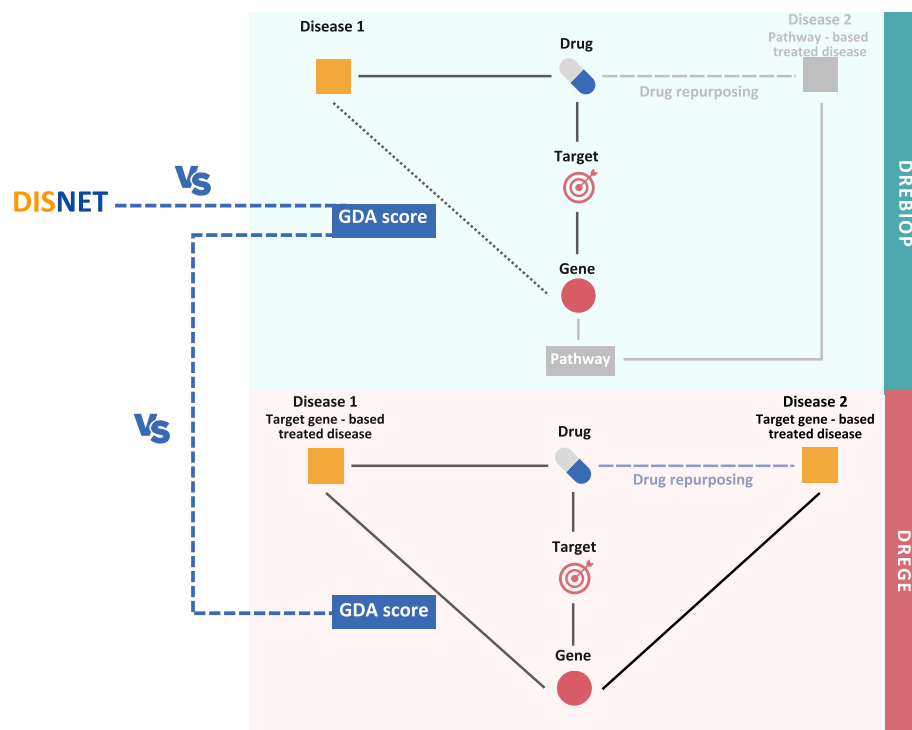 Disease 1
Drug
Disease 2
Pathway - based
treated disease
Drug repurposing
Target
VS
DISNET
GDA score
Gene
Pathway
DREBIOP
Disease 1
Target gene - based
treated disease
Drug
Disease 2
Target gene - based
treated disease
VS
Drug repurposing
Target
GDA score
Gene
DREGE